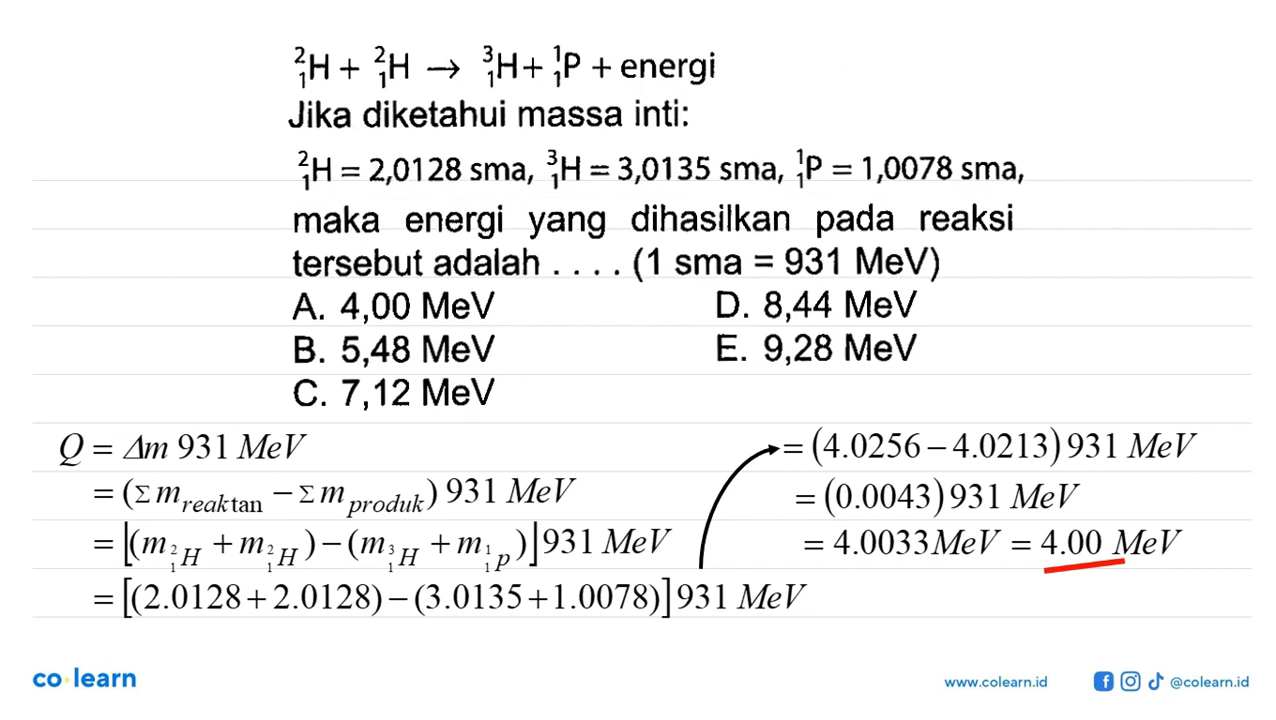 ²₁H + ²₁H → ³₁H + ¹₁P + energi
Jika diketahui massa inti:
²₁H = 2,0128 sma, ³₁H = 3,0135 sma, ¹₁P = 1,0078 sma,
maka energi yang dihasilkan pada reaksi
tersebut adalah . . . . (1 sma = 931 MeV)
A. 4,00 MeV
B. 5,48 MeV
C. 7,12 MeV
D. 8,44 MeV
E. 9,28 MeV
Q = Δm 931 MeV
= (Σ m_reaktan − Σ m_produk) 931 MeV
= [(m_²₁H + m_²₁H) − (m_³₁H + m_¹₁p)] 931 MeV
= [(2.0128 + 2.0128) − (3.0135 + 1.0078)] 931 MeV
= (4.0256 − 4.0213) 931 MeV
= (0.0043) 931 MeV
= 4.0033 MeV = 4.00 MeV
co·learn
www.colearn.id
@colearn.id